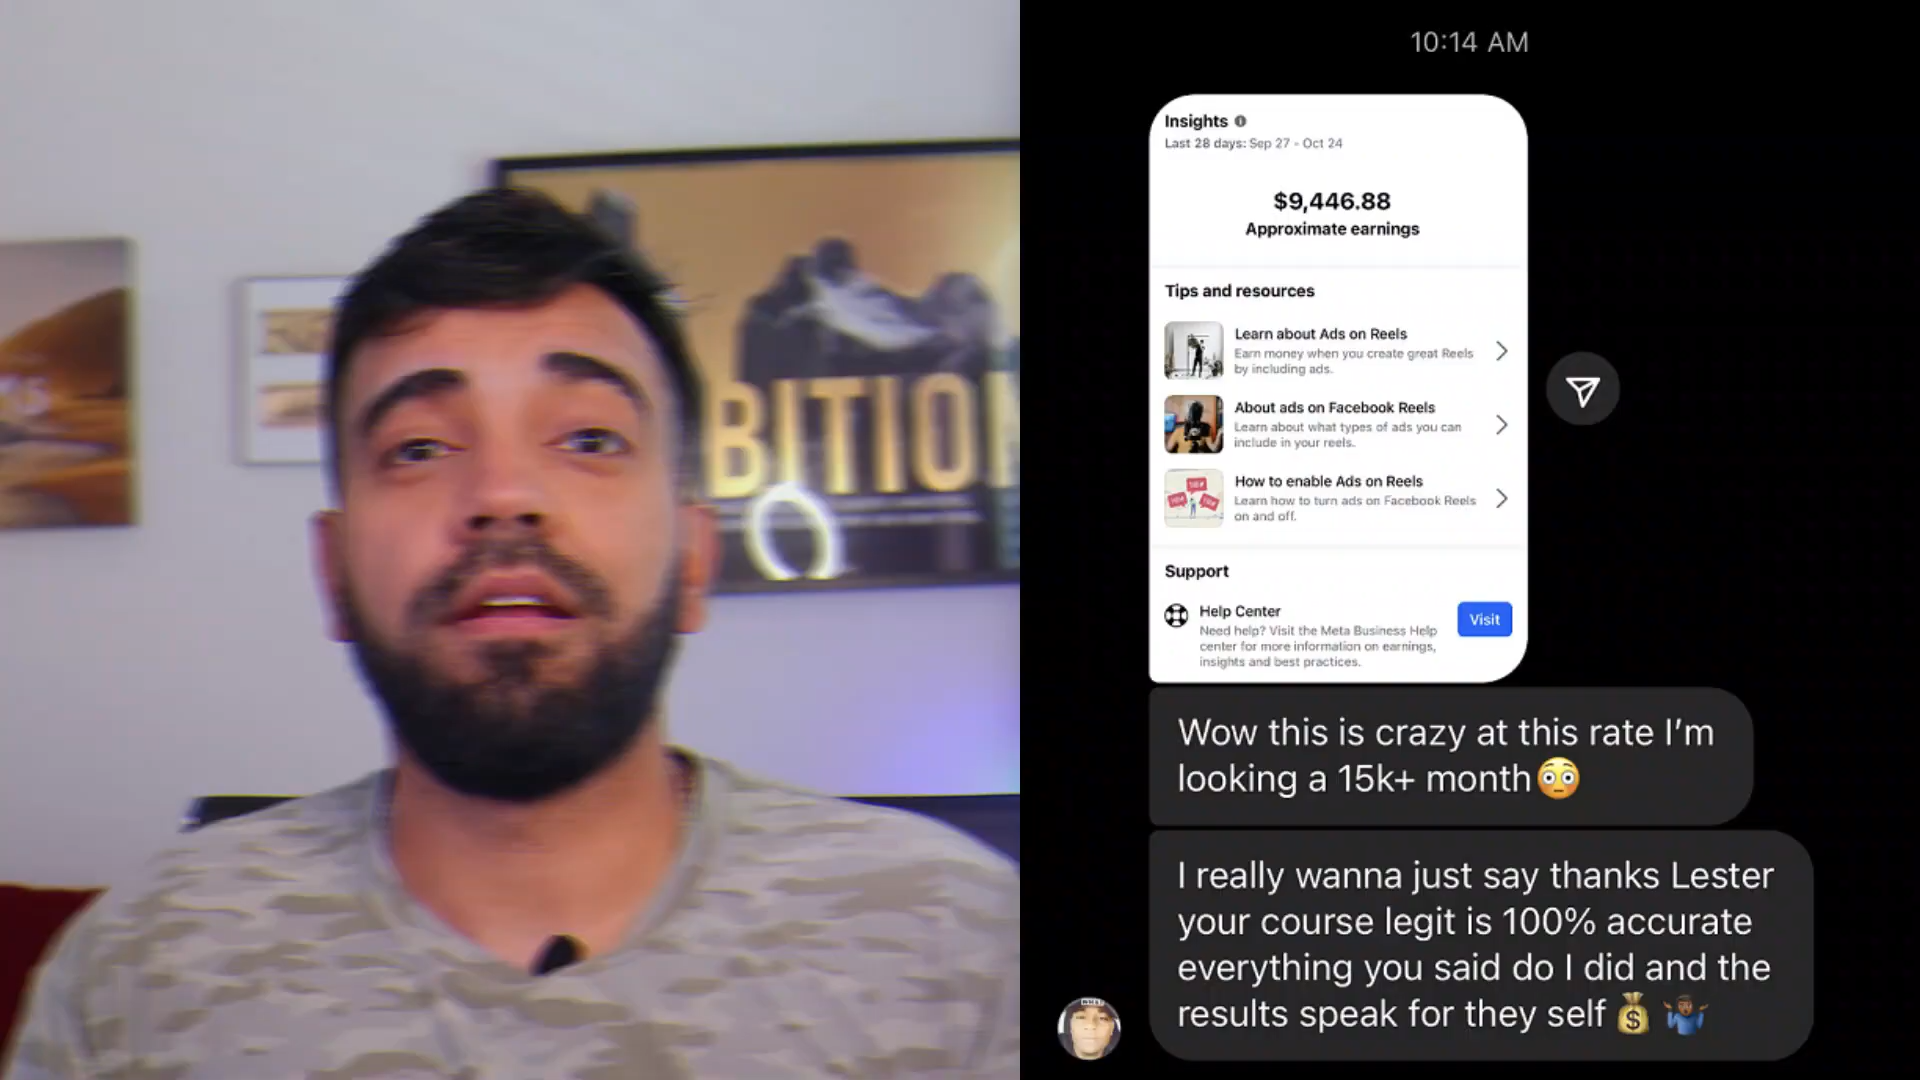 BITIO
10:14 AM
Insights
Last 28 days: Sep 27 - Oct 24
$9,446.88
Approximate earnings
Tips and resources
Learn about Ads on Reels
Earn money when you create great Reels
by including ads.
About ads on Facebook Reels
Learn about what types of ads you can
include in your reels.
How to enable Ads on Reels
Learn how to turn ads on Facebook Reels
on and off.
Support
Help Center
Need help? Visit the Meta Business Help
center for more information on earnings,
insights and best practices.
Visit
Wow this is crazy at this rate I'm
looking a 15k+ month😳
I really wanna just say thanks Lester
your course legit is 100% accurate
everything you said do I did and the
results speak for they self 💰 🤷🏾‍♂️